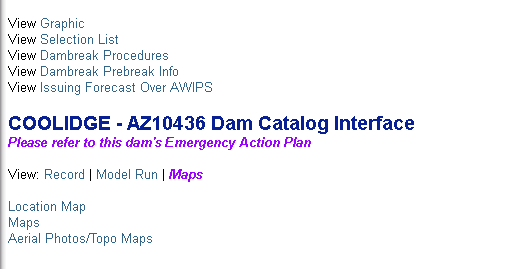 View Graphic
View Selection List
View Dambreak Procedures
View Dambreak Prebreak Info
View Issuing Forecast Over AWIPS
COOLIDGE - AZ10436 Dam Catalog Interface
Please refer to this dam's Emergency Action Plan
View: Record | Model Run | Maps
Location Map
Maps
Aerial Photos/Topo Maps